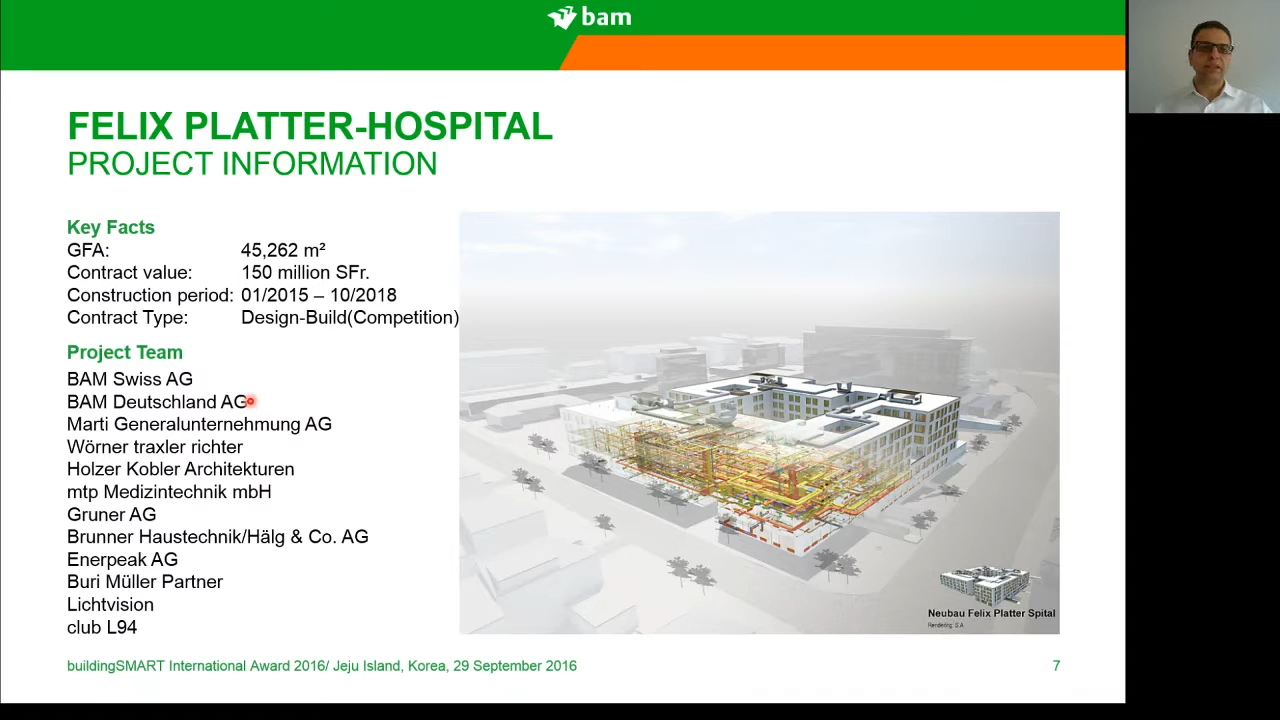 bam
FELIX PLATTER-HOSPITAL
PROJECT INFORMATION
Key Facts
GFA: 45,262 m²
Contract value: 150 million SFr.
Construction period: 01/2015 – 10/2018
Contract Type: Design-Build(Competition)
Project Team
BAM Swiss AG
BAM Deutschland AG
Marti Generalunternehmung AG
Wörner traxler richter
Holzer Kobler Architekturen
mtp Medizintechnik mbH
Gruner AG
Brunner Haustechnik/Hälg & Co. AG
Enerpeak AG
Buri Müller Partner
Lichtvision
club L94
Neubau Felix Platter Spital
buildingSMART International Award 2016/ Jeju Island, Korea, 29 September 2016
7